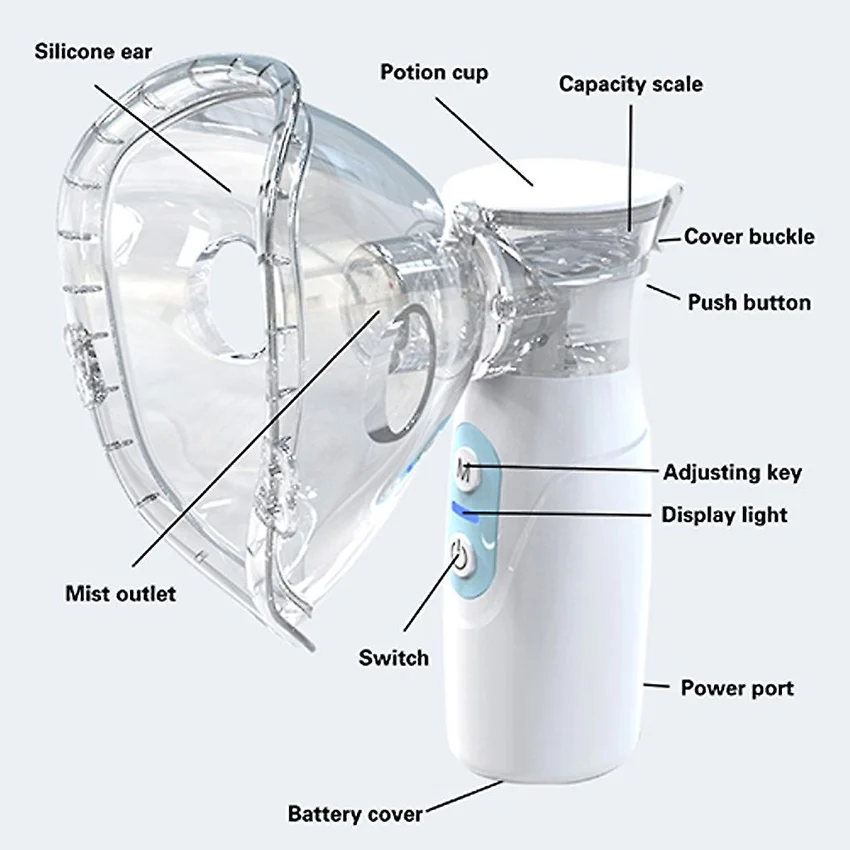 Silicone ear
Potion cup
Capacity scale
Cover buckle
Push button
M
Adjusting key
Display light
Mist outlet
Switch
Power port
Battery cover